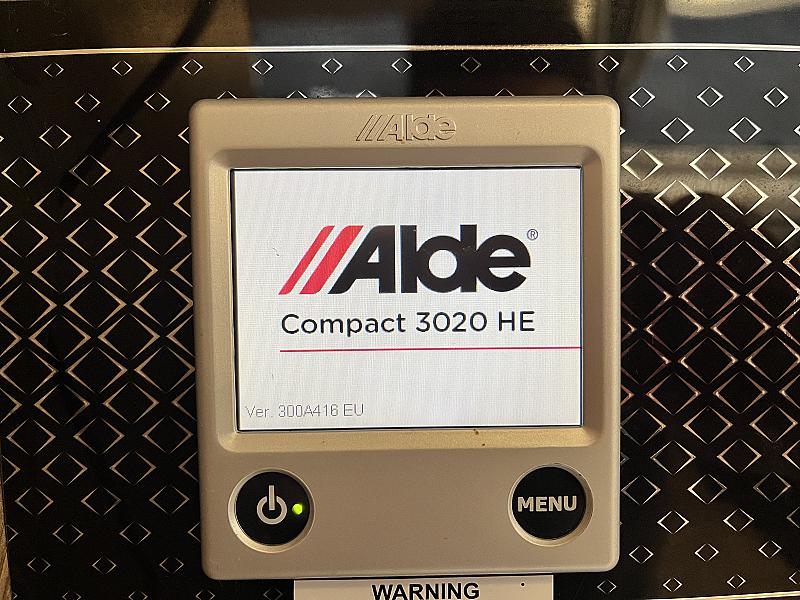 Alde
Alde®
Compact 3020 HE
Ver. 300A416 EU
MENU
WARNING